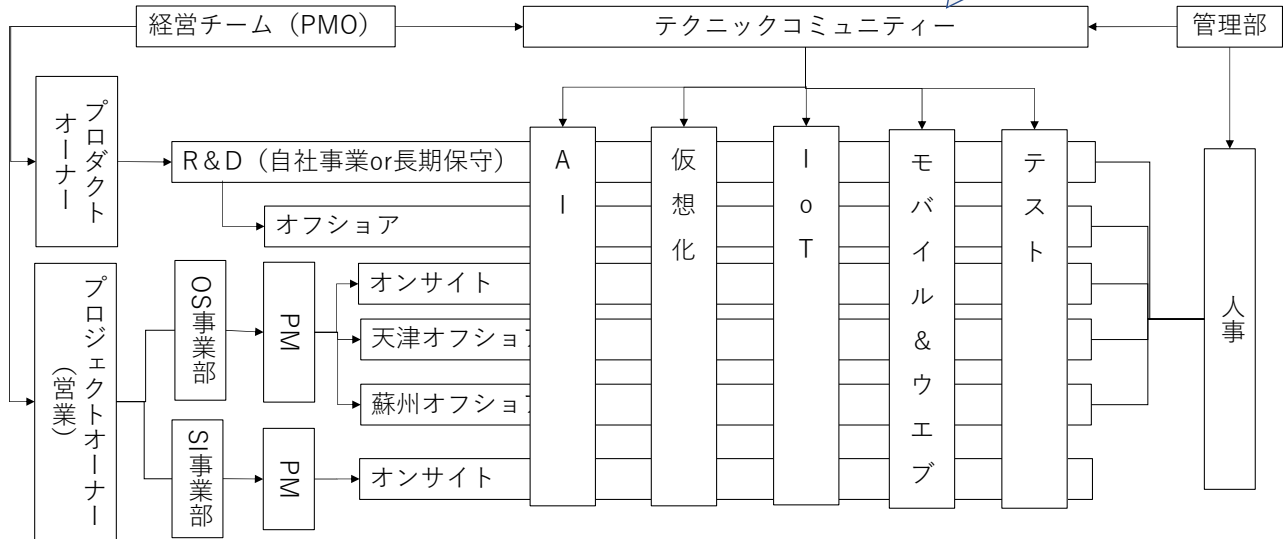 経営チーム（PMO）
テクニックコミュニティー
管理部
プロダクト
オーナー
R＆D（自社事業or長期保守）
オフショア
プロジェクトオーナー
（営業）
OS事業部
PM
オンサイト
天津オフショア
蘇州オフショア
SI事業部
PM
オンサイト
AI
仮想化
IoT
モバイル＆ウエブ
テスト
人事